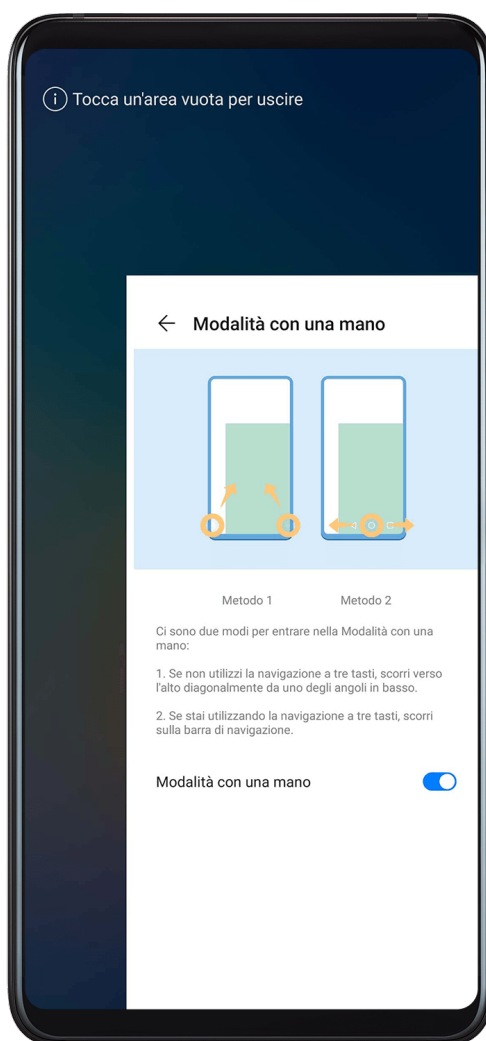 Tocca un'area vuota per uscire
Modalità con una mano
Metodo 1 Metodo 2
Ci sono due modi per entrare nella Modalità con una
mano:
1. Se non utilizzi la navigazione a tre tasti, scorri verso
l'alto diagonalmente da uno degli angoli in basso.
2. Se stai utilizzando la navigazione a tre tasti, scorri
sulla barra di navigazione.
Modalità con una mano